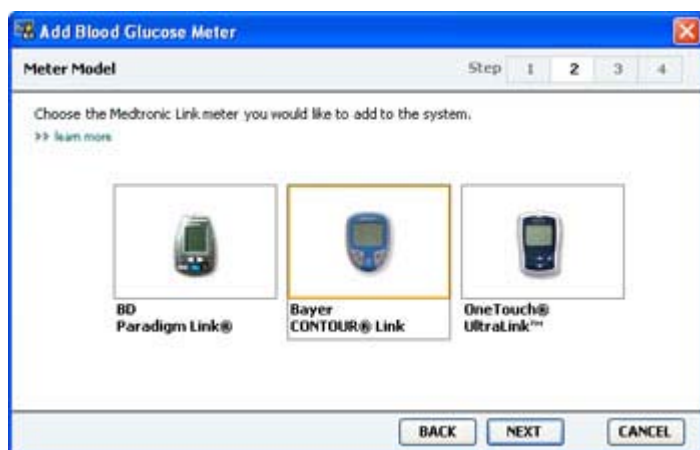 Add Blood Glucose Meter
Meter Model
Step 1 2 3 4
Choose the Medtronic Link meter you would like to add to the system.
>> learn more
BD
Paradigm Link®
Bayer
CONTOUR® Link
OneTouch®
UltraLink™
BACK NEXT CANCEL